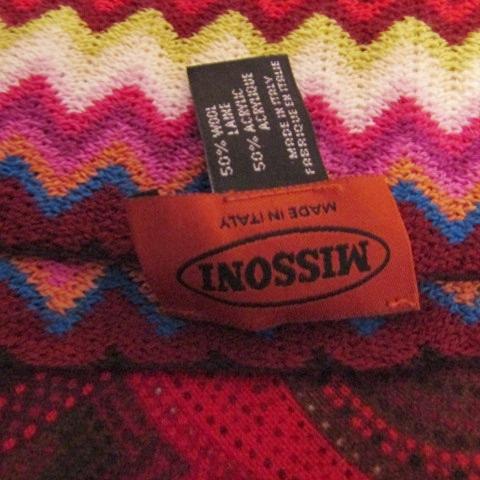 50% WOOL
LAINE
50% ACRYLIC
ACRYLIQUE
MADE IN ITALY
FABRIQUE EN ITALIE
MISSONI
MADE IN ITALY